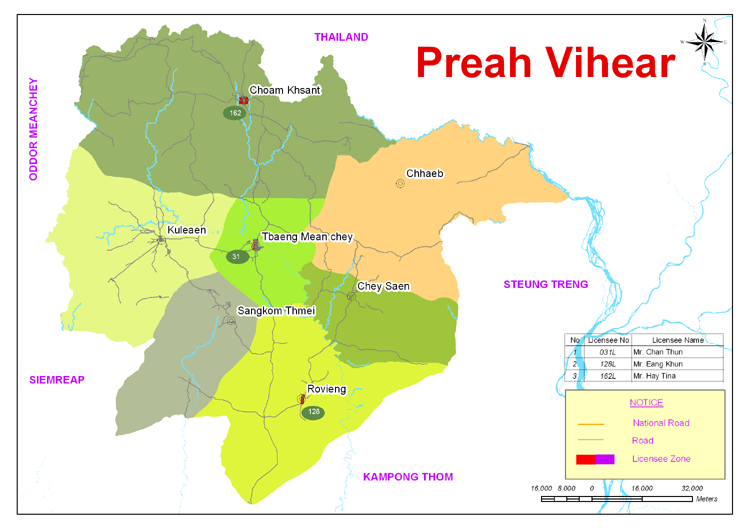 THAILAND
Preah Vihear
N
W
E
S
ODDOR MEANCHEY
Choam Khsant
162
Chhaeb
Kuleaen
Tbaeng Mean chey
31
Chey Saen
STEUNG TRENG
Sangkom Thmei
No Licensee No Licensee Name
1 031L Mr. Chan Thun
2 128L Mr. Eang Khun
3 162L Mr. Hay Tina
SIEMREAP
Rovieng
128
NOTICE
National Road
Road
Licensee Zone
KAMPONG THOM
16,000 8,000 0 16,000 32,000
Meters